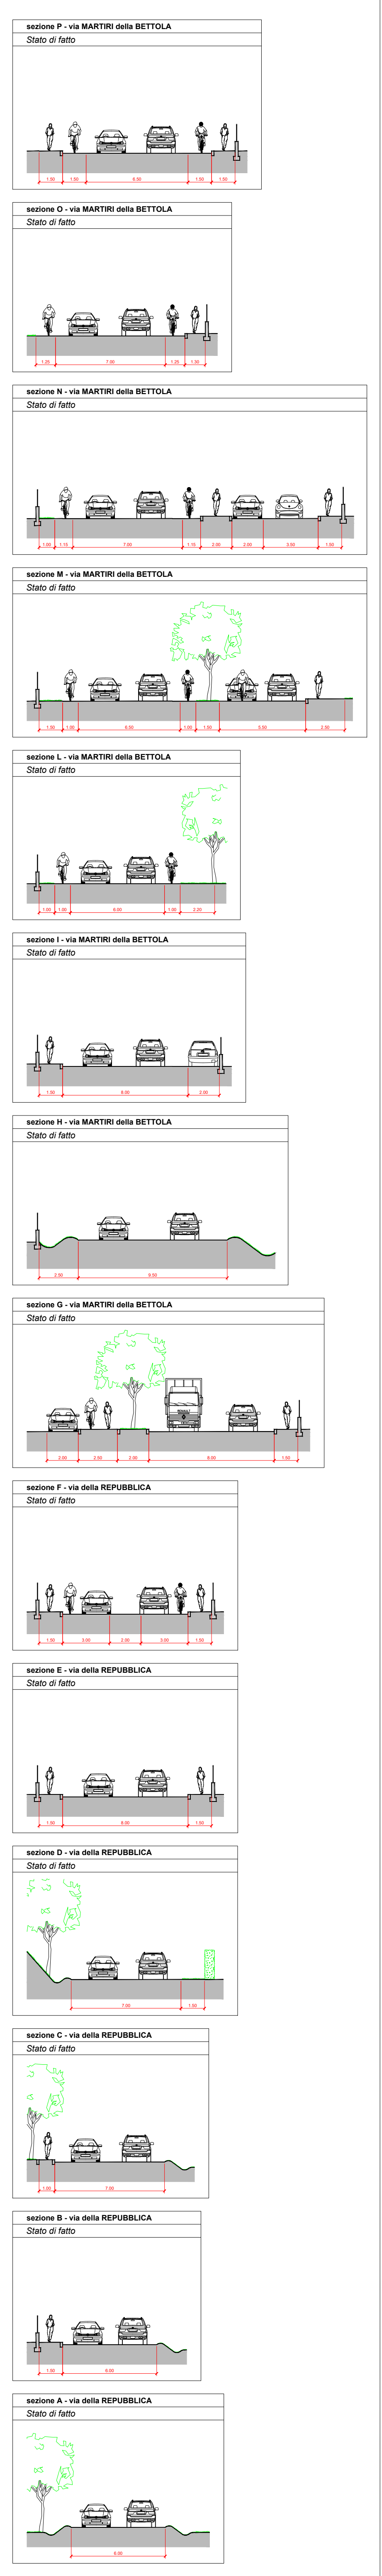 sezione P - via MARTIRI della BETTOLA
Stato di fatto
1.50 1.50 6.50 1.50 1.50
sezione O - via MARTIRI della BETTOLA
Stato di fatto
1.25 7.00 1.25 1.50
sezione N - via MARTIRI della BETTOLA
Stato di fatto
1.00 1.15 7.00 1.15 2.00 2.00 3.50 1.50
sezione M - via MARTIRI della BETTOLA
Stato di fatto
1.00 1.00 6.50 1.00 1.50 5.50 2.50
sezione L - via MARTIRI della BETTOLA
Stato di fatto
1.00 1.00 1.00 2.20
sezione I - via MARTIRI della BETTOLA
Stato di fatto
1.50 8.00 2.00
sezione H - via MARTIRI della BETTOLA
Stato di fatto
2.50 9.50
sezione G - via MARTIRI della BETTOLA
Stato di fatto
2.00 2.50 2.00 8.00 1.50
sezione F - via della REPUBBLICA
Stato di fatto
1.50 3.00 2.00 3.00 1.50
sezione E - via della REPUBBLICA
Stato di fatto
1.50 8.00 1.50
sezione D - via della REPUBBLICA
Stato di fatto
7.00 1.50
sezione C - via della REPUBBLICA
Stato di fatto
1.00 7.00
sezione B - via della REPUBBLICA
Stato di fatto
1.50 6.00
sezione A - via della REPUBBLICA
Stato di fatto
6.00